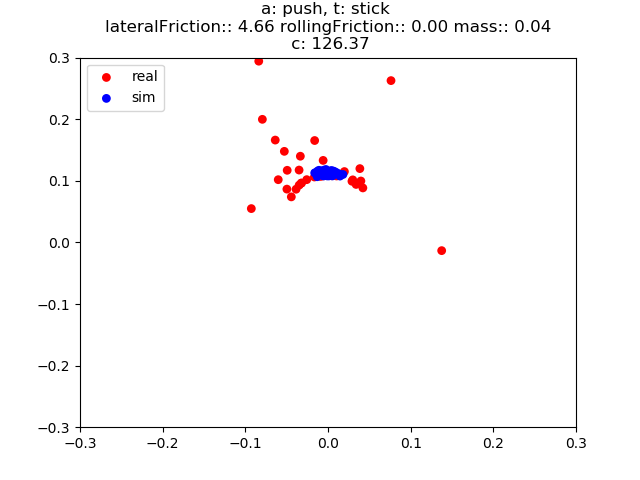 a: push, t: stick
lateralFriction:: 4.66 rollingFriction:: 0.00 mass:: 0.04
c: 126.37
real
sim
0.3
0.2
0.1
0.0
−0.1
−0.2
−0.3
−0.3
−0.2
−0.1
0.0
0.1
0.2
0.3